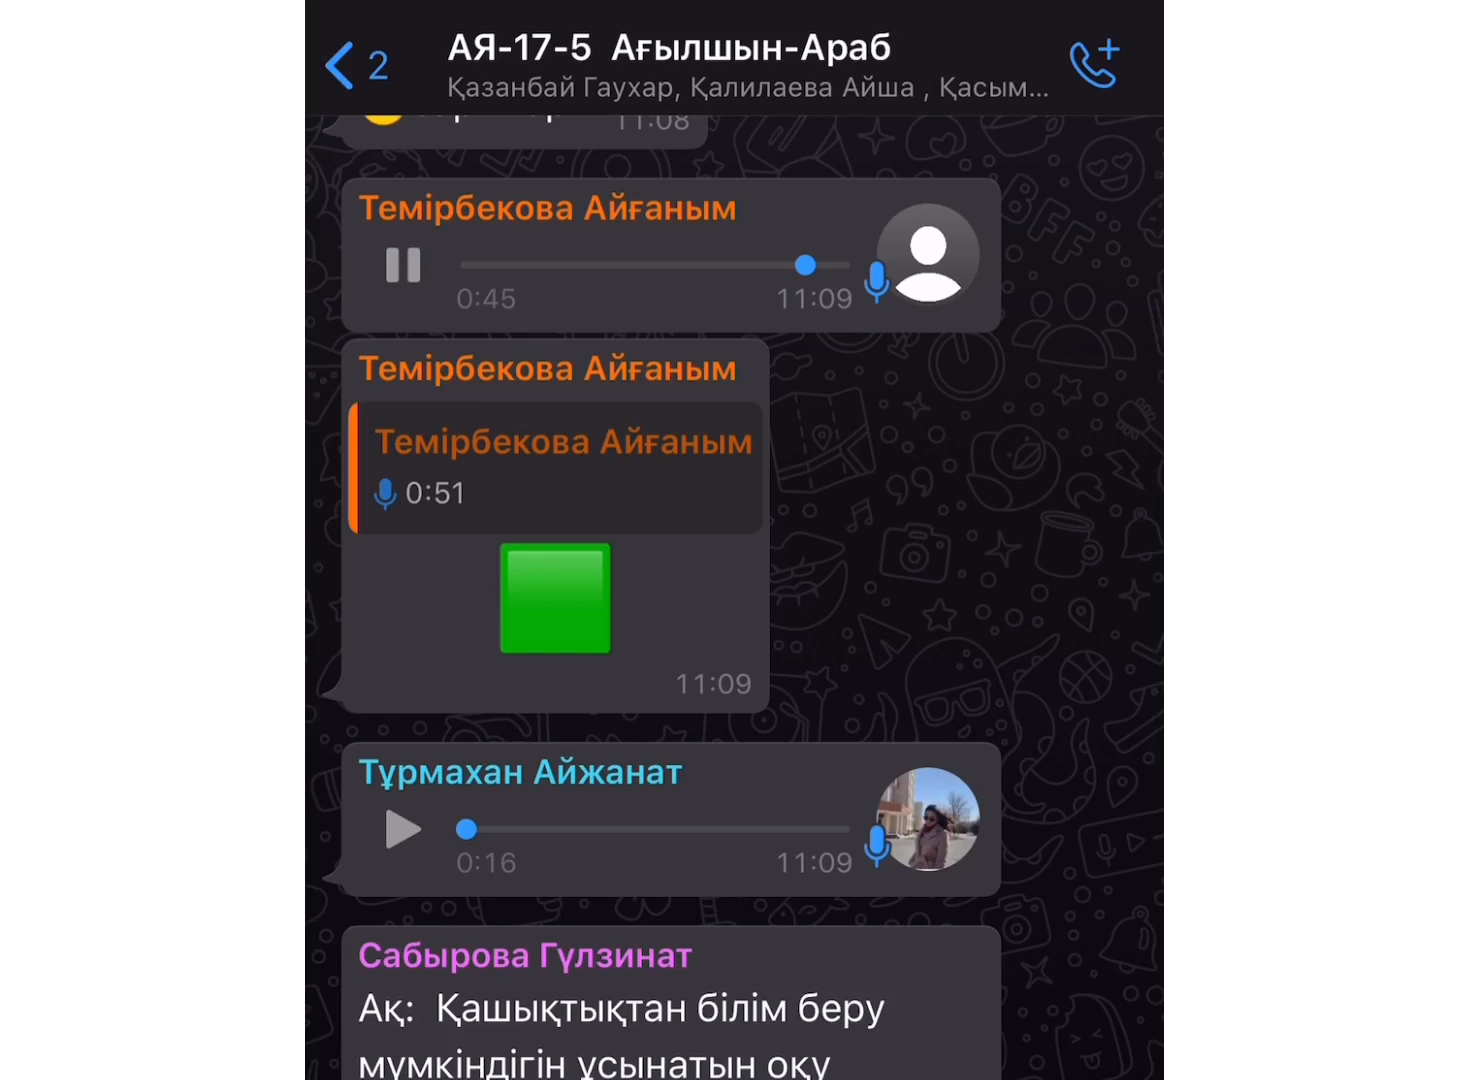 2
АЯ-17-5 Ағылшын-Араб
Қазанбай Гаухар, Қалилаева Айша , Қасым...
11:08
Темірбекова Айғаным
0:45
11:09
Темірбекова Айғаным
Темірбекова Айғаным
0:51
11:09
Тұрмахан Айжанат
0:16
11:09
Сабырова Гүлзинат
Ақ: Қашықтықтан білім беру
мүмкіндігін ұсынатын оқу